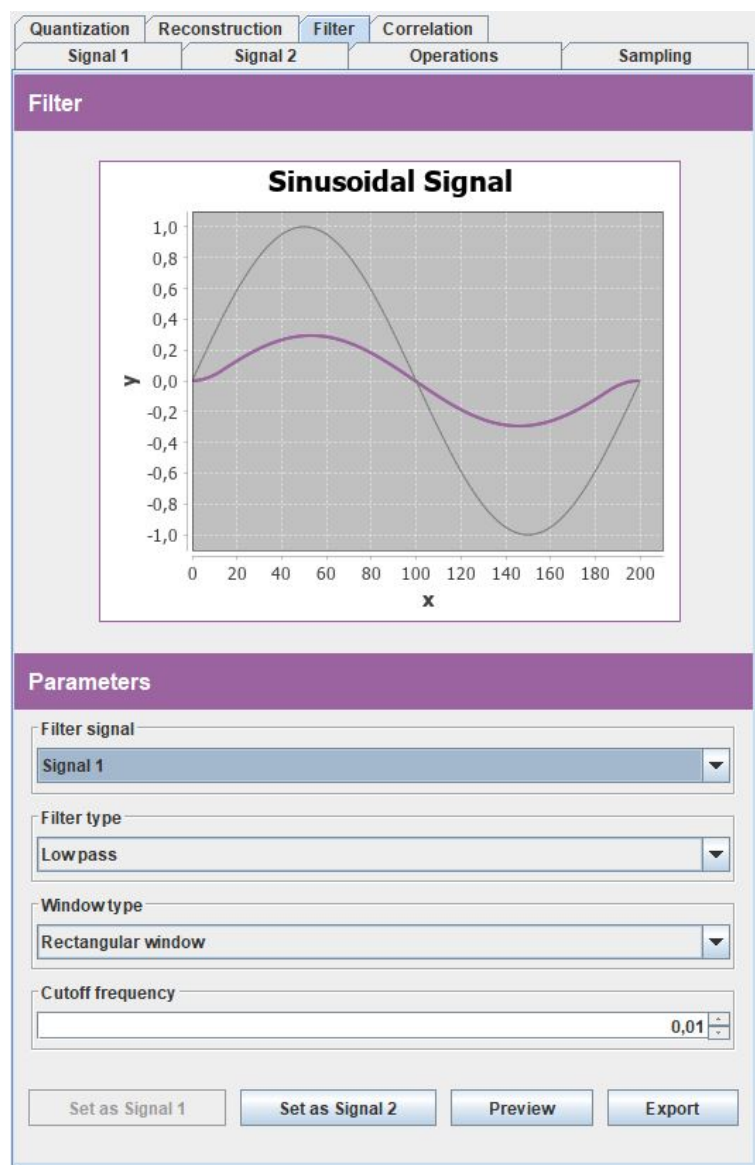 Quantization Reconstruction Filter Correlation
Signal 1 Signal 2 Operations Sampling
Filter
Sinusoidal Signal
1,0
0,8
0,6
0,4
0,2
0,0
-0,2
-0,4
-0,6
-0,8
-1,0
y
0 20 40 60 80 100 120 140 160 180 200
x
Parameters
Filter signal
Signal 1
Filter type
Low pass
Window type
Rectangular window
Cutoff frequency
0,01
Set as Signal 1 Set as Signal 2 Preview Export